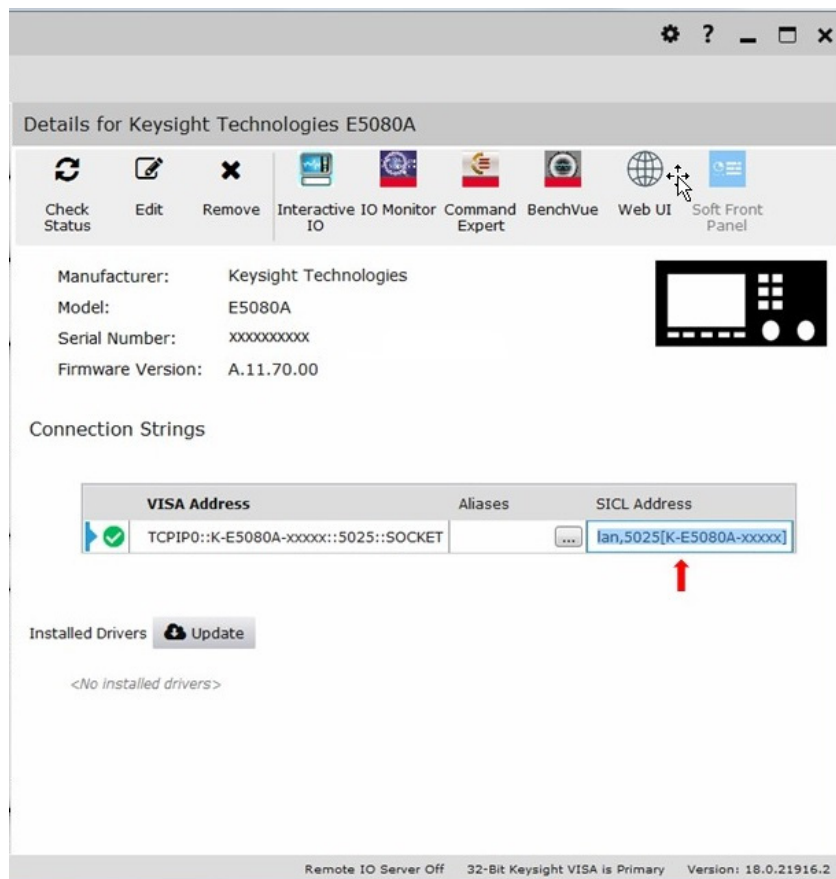 ?
Details for Keysight Technologies E5080A
Check Status
Edit
Remove
Interactive IO
IO Monitor
Command Expert
BenchVue
Web UI
Soft Front Panel
Manufacturer: Keysight Technologies
Model: E5080A
Serial Number: xxxxxxxxxx
Firmware Version: A.11.70.00
Connection Strings
VISA Address Aliases SICL Address
TCPIP0::K-E5080A-xxxxx::5025::SOCKET ... lan,5025[K-E5080A-xxxxx]
Installed Drivers Update
<No installed drivers>
Remote IO Server Off 32-Bit Keysight VISA is Primary Version: 18.0.21916.2